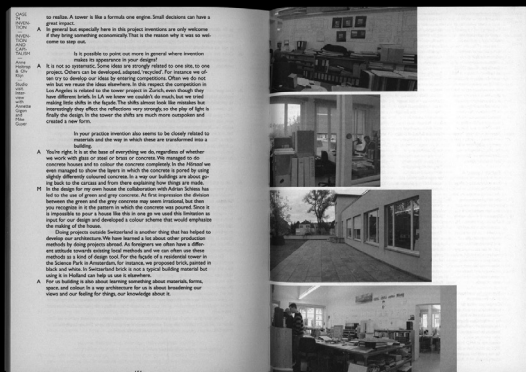 OASE
74
INVEN-
TION
—
INVEN-
TION
AND
CAPI-
TALISM
—
Anne
Holtrop
&
Klijn
—
Studio
visit
Inter-
view
with
Annette
Gigon
and
Mike
Guyer
so realize. A tower is like a formula one engine. Small decisions can have a
great impact.
A In general but especially here in this project inventions are only welcome
if they bring something economically. That is the reason why it was so wel-
come to step out.
Is it possible to point out more in general where invention
makes its appearance in your designs?
A It is not so systematic. Some ideas are strongly related to one site, to one
project. Others can be developed, adapted, 'recycled'. For instance we of-
ten try to develop our ideas by entering competitions. Often we do not
win but we reuse the ideas elsewhere. In this respect the competition in
Los Angeles is related to the tower project in Zurich, even though they
have different briefs. In LA we knew we couldn't do much, but we tried
making little shifts in the façade. The shifts almost look like mistakes but
interestingly they affect the reflections very strongly, so the play of light is
finally the design. In the tower the shifts are much more outspoken and
created a new form.
In your practice invention also seems to be closely related to
materials and the way in which these are transformed into a
building.
A You're right. It is at the base of everything we do, regardless of whether
we work with glass or steel or brass or concrete. We managed to do
concrete houses and to colour the concrete completely. In the
even managed to show the layers in which the concrete is pored by using
slightly differently coloured concrete. In a way our buildings are about go-
ing back to the carcass and from there explaining how things are made.
M In the design for my own house the collaboration with Adrian Schiess has
led to the use of green and grey concrete. At first impression the division
between the green and the grey concrete may seem irrational, but then
you recognize in it the pattern in which the concrete was poured. Since it
is impossible to pour a house like this in one go we used this limitation as
input for our design and developed a colour scheme that would emphasize
the making of the house.
Doing projects outside Switzerland is another thing that has helped to
develop our architecture. We have learned a lot about other production
methods by doing projects abroad. As foreigners we often have a differ-
ent attitude towards existing local methods and we can often use these
methods as a kind of design tool. For the façade of a residential tower in
the Science Park in Amsterdam, for instance, we proposed brick, painted in
black and white. In Switzerland brick is not a typical building material but
using it in Holland can help us use it elsewhere.
A For us building is also about learning something about materials, forms,
space, and colour. In a way architecture for us is about broadening our
views and our feeling for things, our knowledge about it.